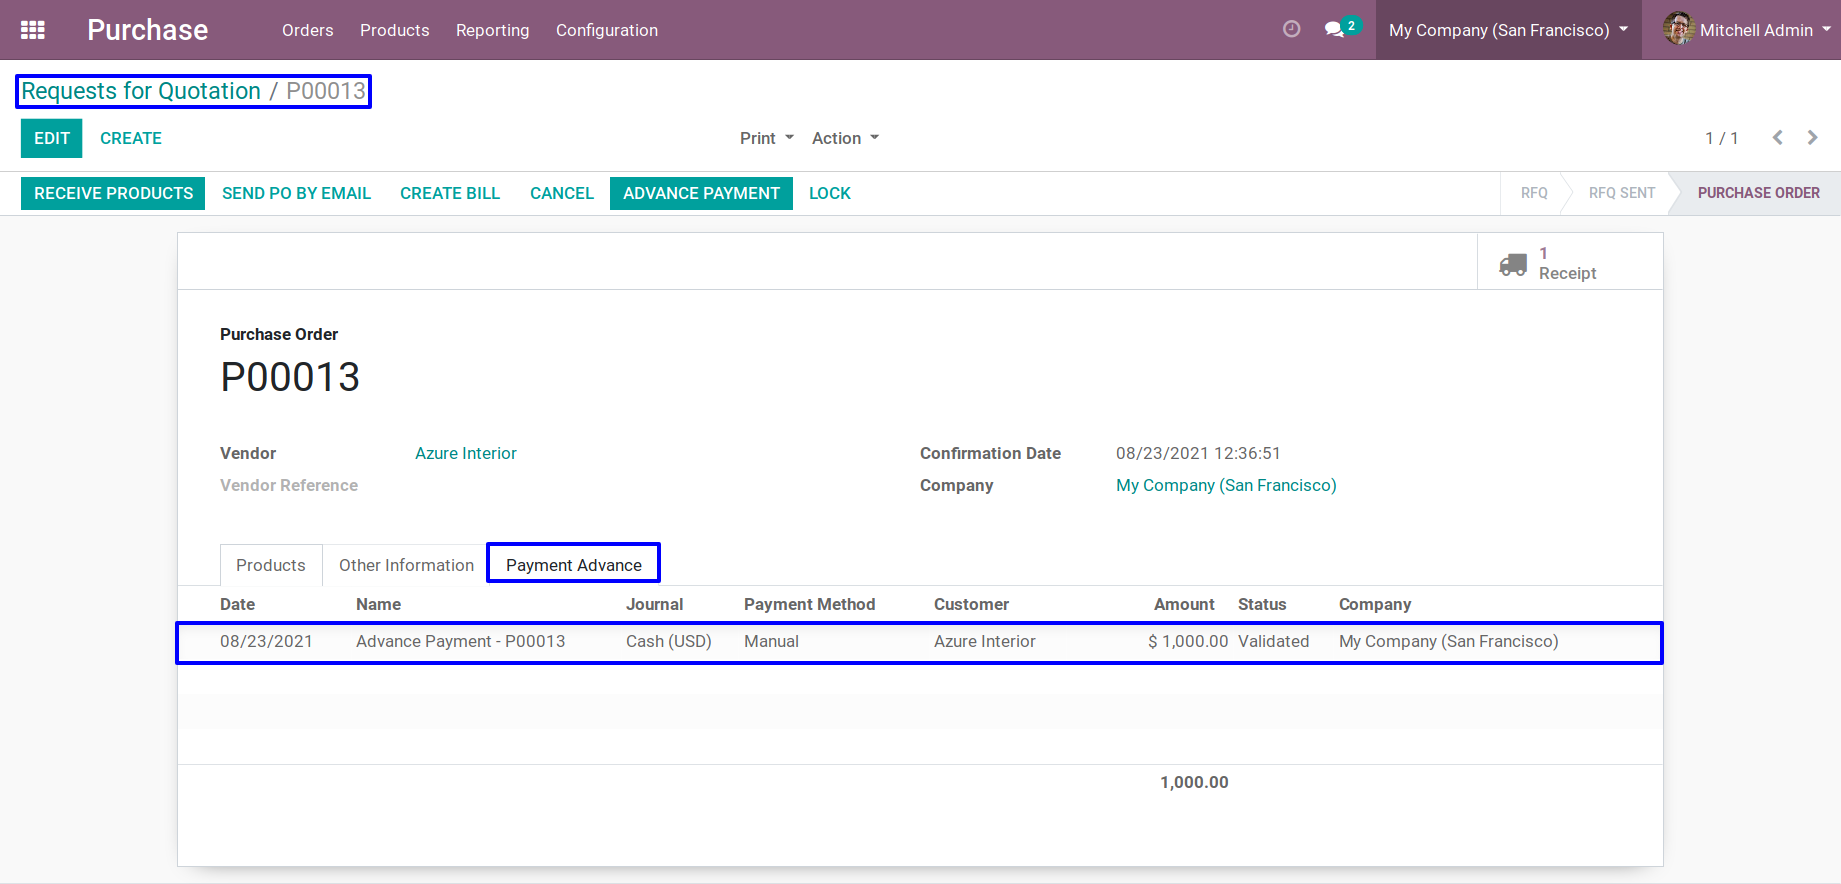 Purchase Orders Products Reporting Configuration 2 My Company (San Francisco) Mitchell Admin
Requests for Quotation / P00013
EDIT CREATE Print Action 1 / 1
RECEIVE PRODUCTS SEND PO BY EMAIL CREATE BILL CANCEL ADVANCE PAYMENT LOCK RFQ RFQ SENT PURCHASE ORDER
1
Receipt
Purchase Order
P00013
Vendor Azure Interior Confirmation Date 08/23/2021 12:36:51
Vendor Reference Company My Company (San Francisco)
Products Other Information Payment Advance
Date Name Journal Payment Method Customer Amount Status Company
08/23/2021 Advance Payment - P00013 Cash (USD) Manual Azure Interior $ 1,000.00 Validated My Company (San Francisco)
1,000.00